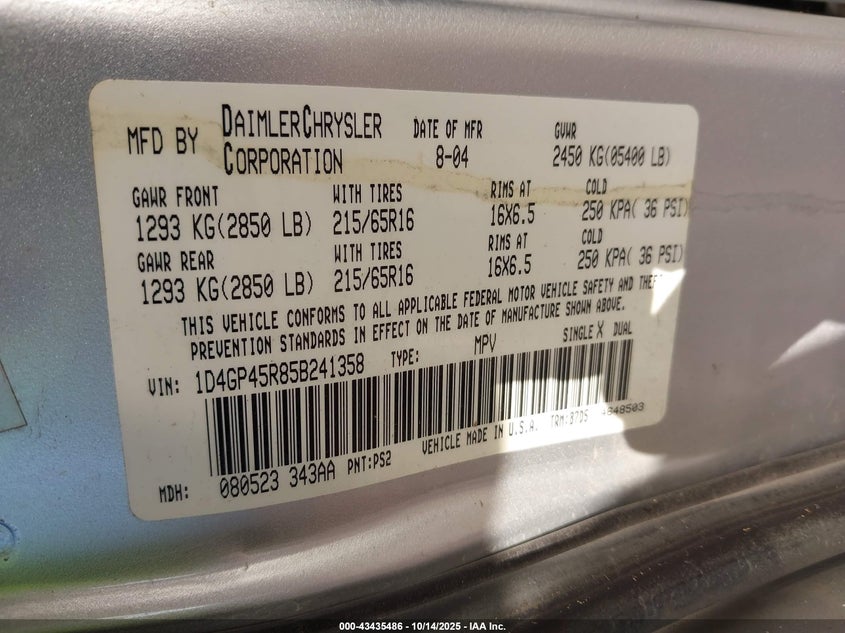 MFD BY DAIMLERCHRYSLER CORPORATION
DATE OF MFR 8-04
GVWR 2450 KG(05400 LB)
GAWR FRONT WITH TIRES RIMS AT COLD
1293 KG(2850 LB) 215/65R16 16X6.5 250 KPA( 36 PSI)
GAWR REAR WITH TIRES RIMS AT COLD
1293 KG(2850 LB) 215/65R16 16X6.5 250 KPA( 36 PSI)
THIS VEHICLE CONFORMS TO ALL APPLICABLE FEDERAL MOTOR VEHICLE SAFETY AND THEFT
PREVENTION STANDARDS IN EFFECT ON THE DATE OF MANUFACTURE SHOWN ABOVE.
VIN: 1D4GP45R85B241358 TYPE: MPV SINGLE X DUAL
MDH: 080523 343AA PNT:PS2 VEHICLE MADE IN U.S.A. TRM:B7D5
000-43435486 - 10/14/2025 - IAA Inc.